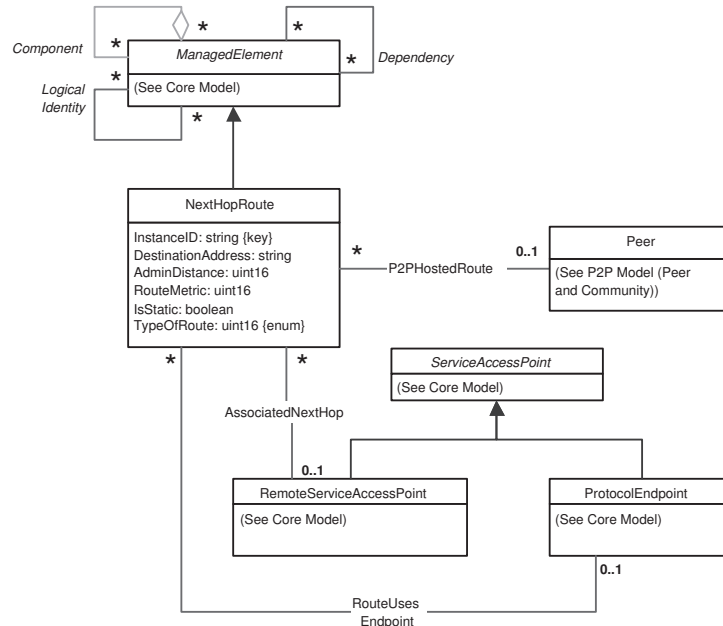 Component
*
*
*
ManagedElement
*
Dependency
*
(See Core Model)
Logical
Identity
*
NextHopRoute
InstanceID: string {key}
DestinationAddress: string
AdminDistance: uint16
RouteMetric: uint16
IsStatic: boolean
TypeOfRoute: uint16 {enum}
*
P2PHostedRoute
0..1
Peer
(See P2P Model (Peer
and Community))
*
*
AssociatedNextHop
0..1
ServiceAccessPoint
(See Core Model)
RemoteServiceAccessPoint
(See Core Model)
ProtocolEndpoint
(See Core Model)
0..1
RouteUses
Endpoint